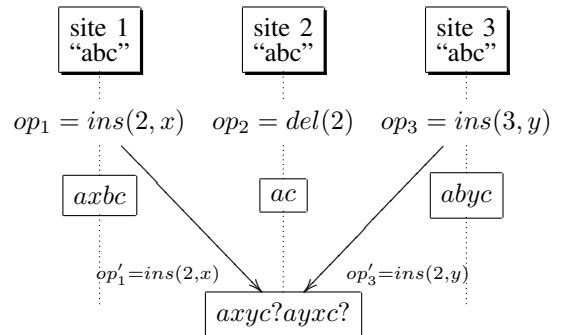 site 1
“abc”
site 2
“abc”
site 3
“abc”
op₁ = ins(2, x)
op₂ = del(2)
op₃ = ins(3, y)
axbc
ac
abyc
op′₁=ins(2,x)
op′₃=ins(2,y)
axyc?ayxc?